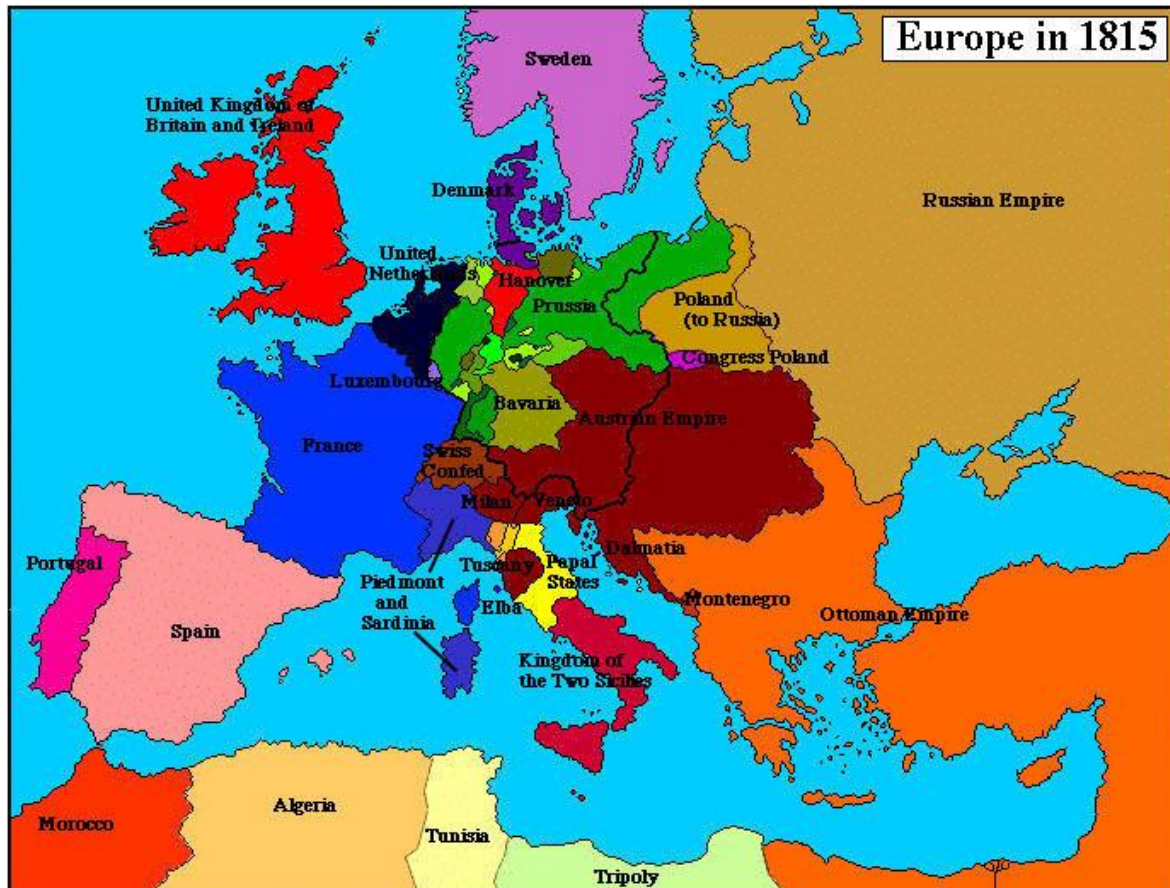 Europe in 1815
Sweden
United Kingdom of
Britain and Ireland
Denmark
Russian Empire
United
Netherlands
Hanover
Prussia
Poland
(to Russia)
Congress Poland
Luxembourg
Bavaria
Austrian Empire
France
Swiss
Confed
Milan
Veneto
Portugal
Spain
Piedmont
and
Sardinia
Tuscany
Elba
Papal
States
Dalmatia
Montenegro
Ottoman Empire
Kingdom of
the Two Sicilies
Morocco
Algeria
Tunisia
Tripoly